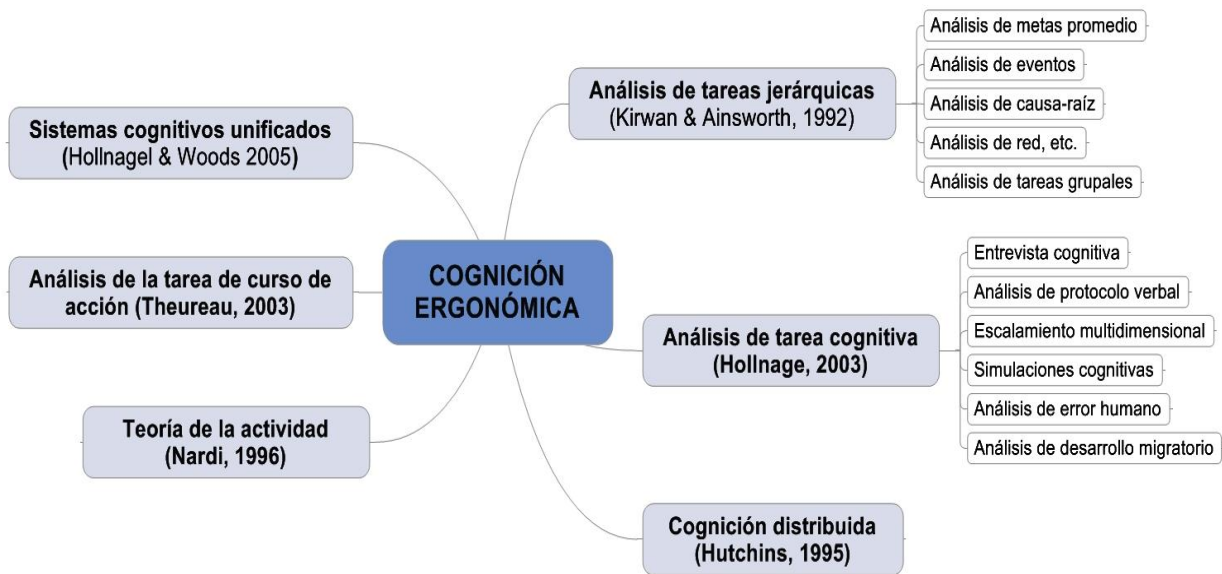 COGNICIÓN
ERGONÓMICA
Sistemas cognitivos unificados
(Hollnagel & Woods 2005)
Análisis de la tarea de curso de
acción (Theureau, 2003)
Teoría de la actividad
(Nardi, 1996)
Análisis de tareas jerárquicas
(Kirwan & Ainsworth, 1992)
Análisis de metas promedio
Análisis de eventos
Análisis de causa-raíz
Análisis de red, etc.
Análisis de tareas grupales
Análisis de tarea cognitiva
(Hollnage, 2003)
Entrevista cognitiva
Análisis de protocolo verbal
Escalamiento multidimensional
Simulaciones cognitivas
Análisis de error humano
Análisis de desarrollo migratorio
Cognición distribuida
(Hutchins, 1995)